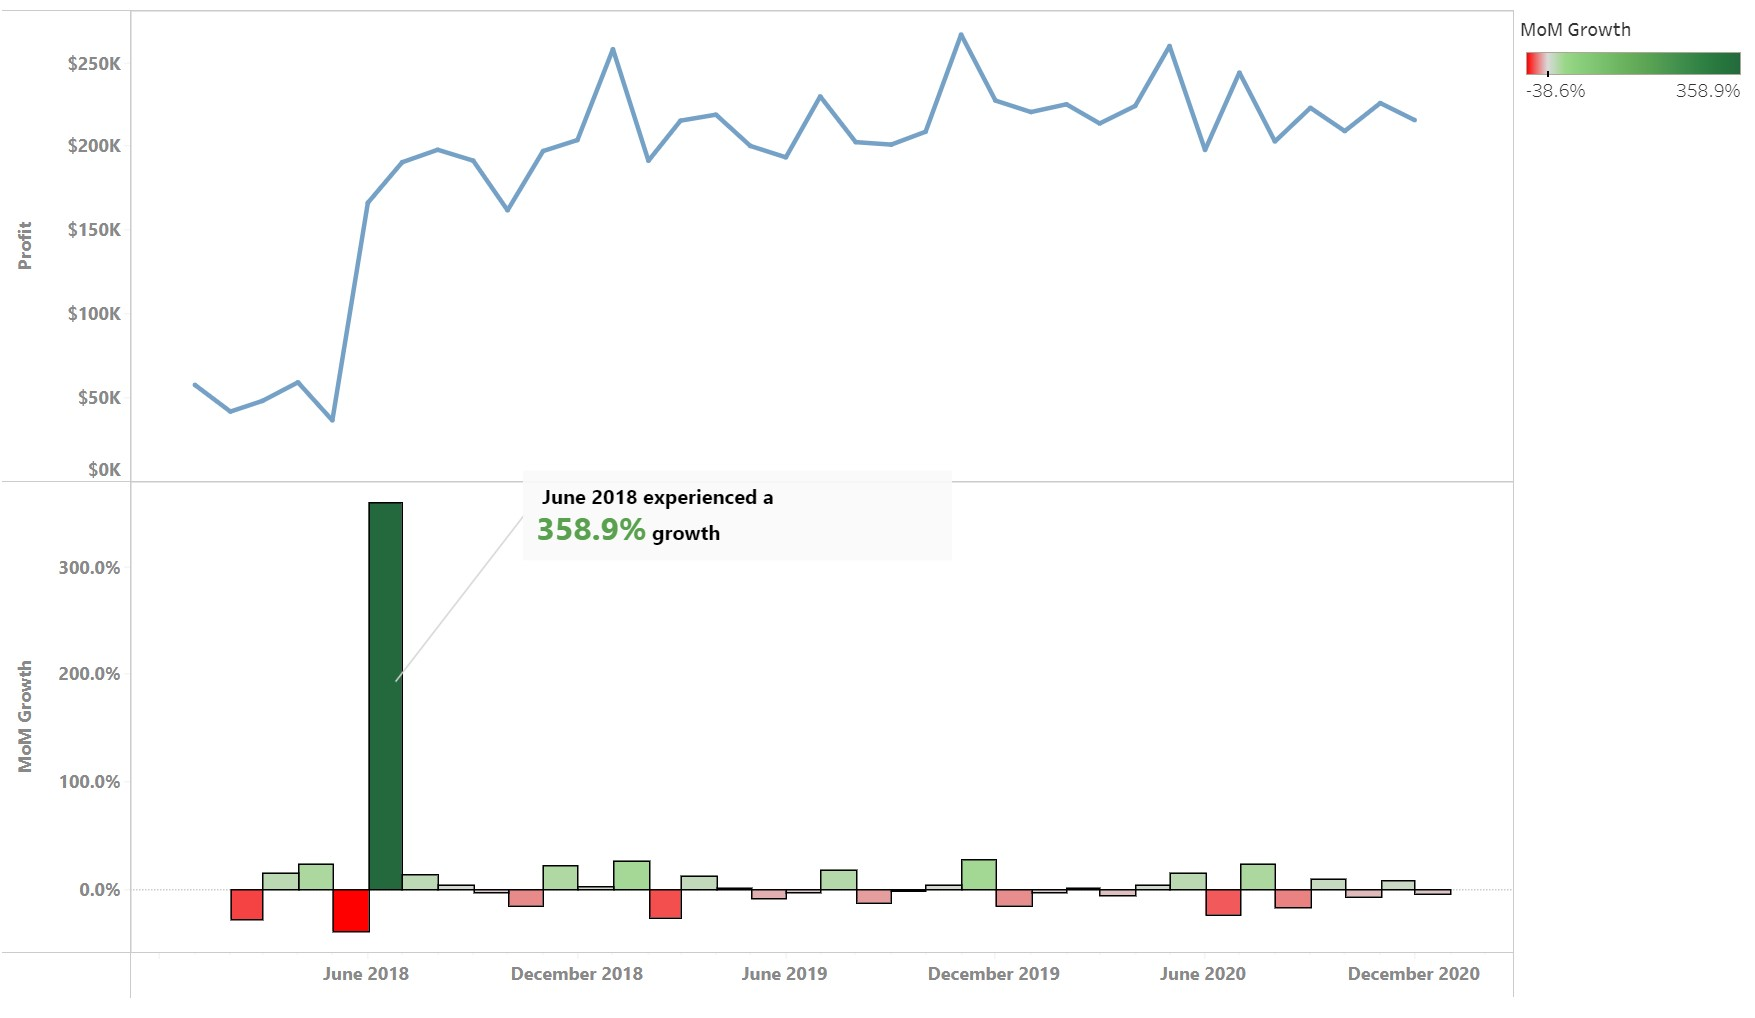 MoM Growth
-38.6% 358.9%
Profit
$250K
$200K
$150K
$100K
$50K
$0K
June 2018 experienced a
358.9% growth
MoM Growth
300.0%
200.0%
100.0%
0.0%
June 2018 December 2018 June 2019 December 2019 June 2020 December 2020